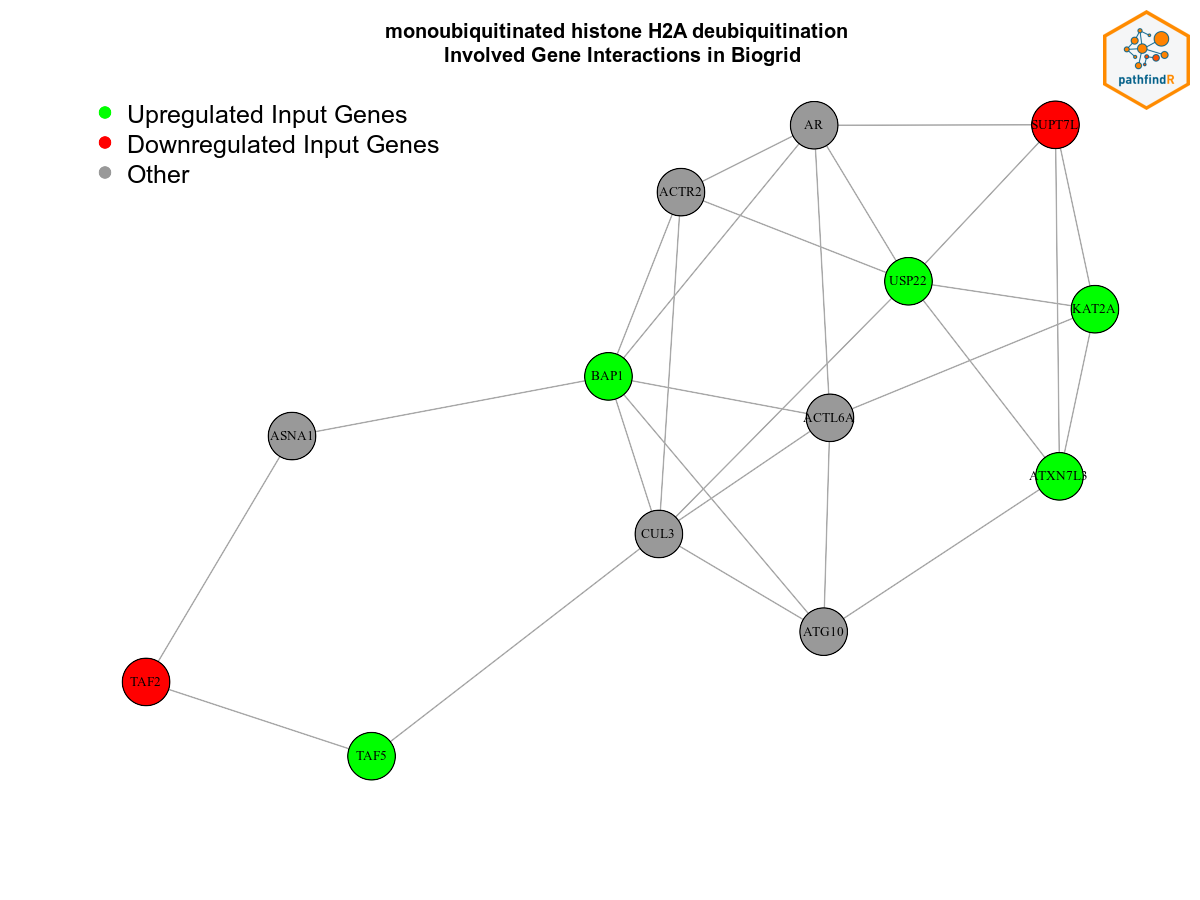 monoubiquitinated histone H2A deubiquitination
Involved Gene Interactions in Biogrid
pathfindR
Upregulated Input Genes
Downregulated Input Genes
Other
AR
SUPT7L
ACTR2
USP22
KAT2A
BAP1
ACTL6A
ASNA1
ATXN7L3
CUL3
ATG10
TAF2
TAF5